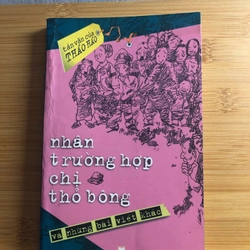 tản văn của
THẢO HẢO
nhân
trường hợp
chị
thỏ bông
và những bài viết khác